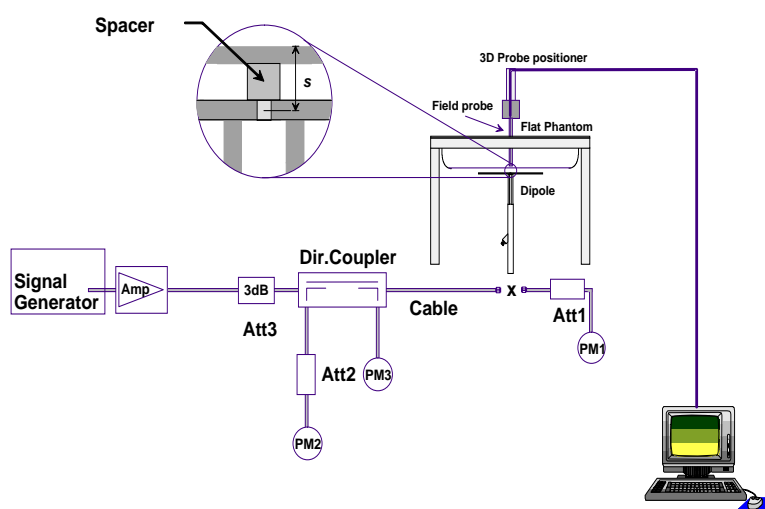 Spacer
s
3D Probe positioner
Field probe
Flat Phantom
Dipole
Dir.Coupler
Signal
Generator
Amp
3dB
Cable
x
Att1
Att3
PM1
Att2
PM3
PM2